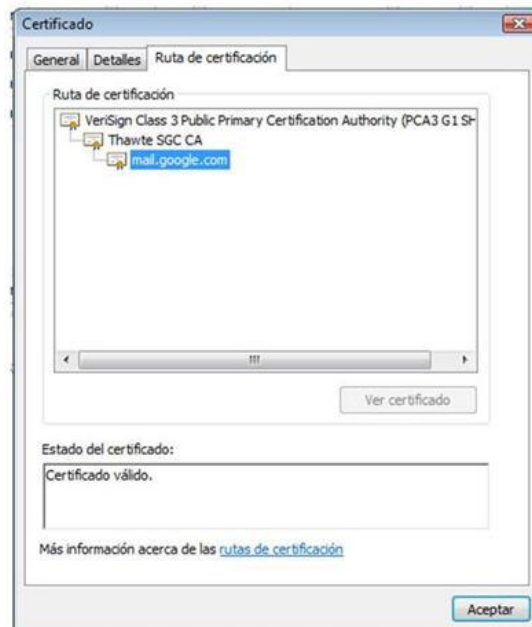 Certificado
General Detalles Ruta de certificación
Ruta de certificación
VeriSign Class 3 Public Primary Certification Authority (PCA3 G1 SH
Thawte SGC CA
mail.google.com
Ver certificado
Estado del certificado:
Certificado válido.
Más información acerca de las rutas de certificación
Aceptar